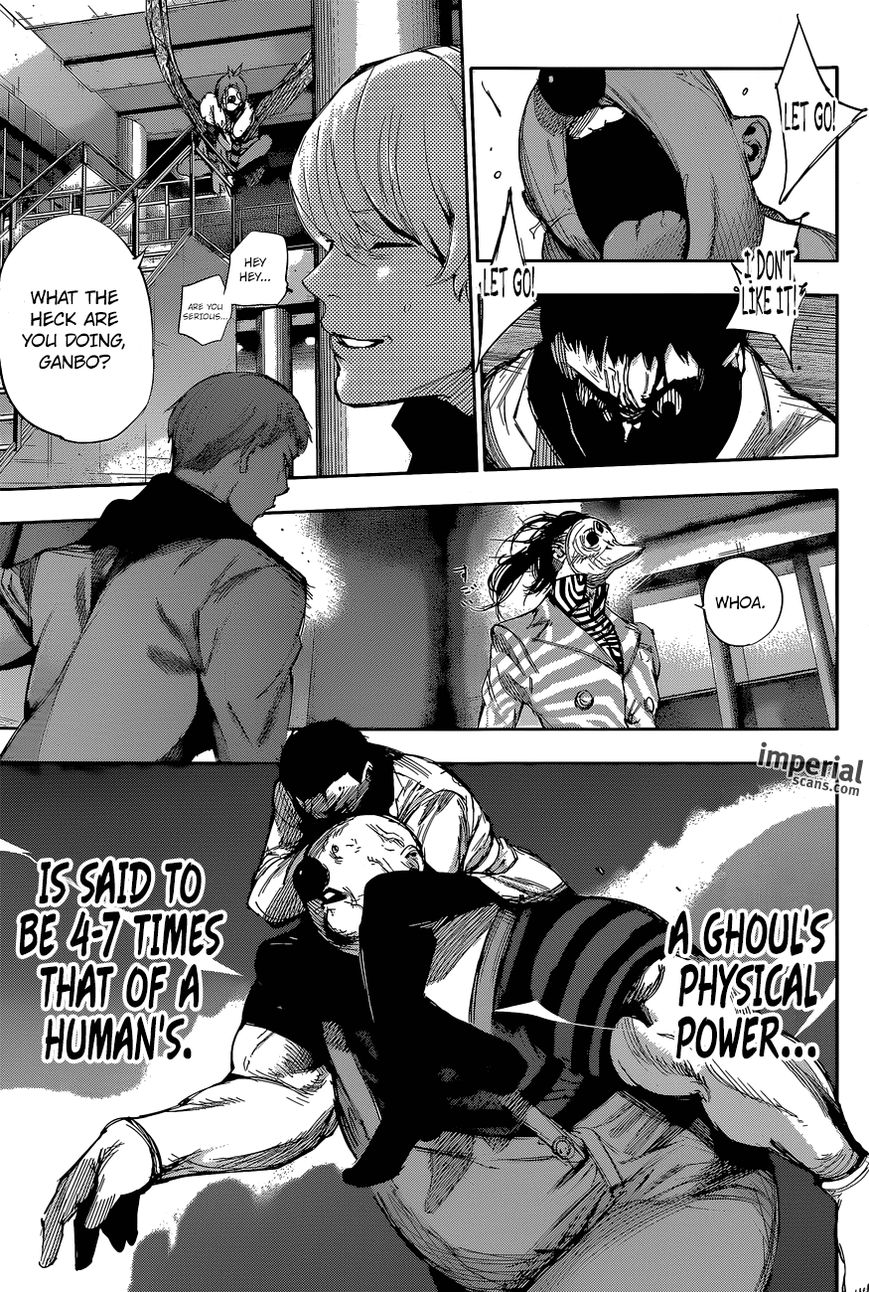 LET GO!
I DON'T
LIKE IT!
LET GO!
HEY
HEY...
ARE YOU
SERIOUS...
WHAT THE
HECK ARE
YOU DOING,
GANBO?
WHOA.
imperial
scans.com
A GHOUL'S
PHYSICAL
POWER...
IS SAID TO
BE 4-7 TIMES
THAT OF A
HUMAN'S.